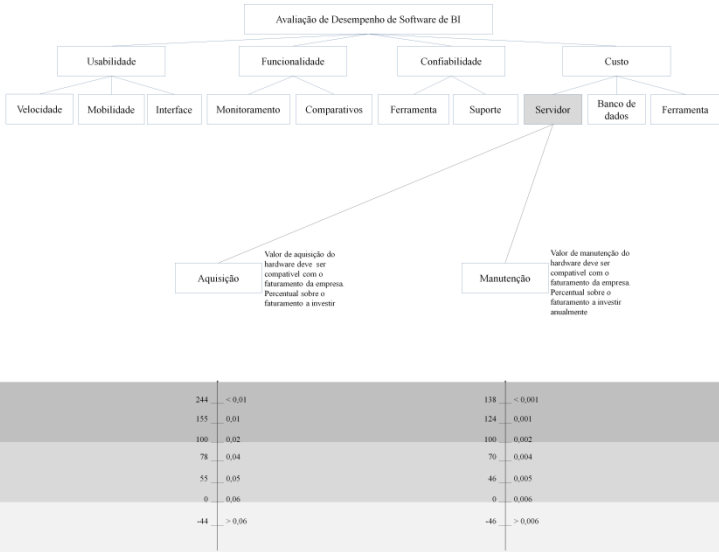 Avaliação de Desempenho de Software de BI
Usabilidade
Funcionalidade
Confiabilidade
Custo
Velocidade
Mobilidade
Interface
Monitoramento
Comparativos
Ferramenta
Suporte
Servidor
Banco de
dados
Ferramenta
Aquisição
Valor de aquisição do
hardware deve ser
compatível com o
faturamento da empresa.
Percentual sobre o
faturamento a investir
Manutenção
Valor de manutenção do
hardware deve ser
compatível com o
faturamento da empresa.
Percentual sobre o
faturamento a investir
anualmente
244 < 0,01
155 0,01
100 0,02
78 0,04
55 0,05
0 0,06
-44 > 0,06
138 < 0,001
124 0,001
100 0,002
70 0,004
46 0,005
0 0,006
-46 > 0,006